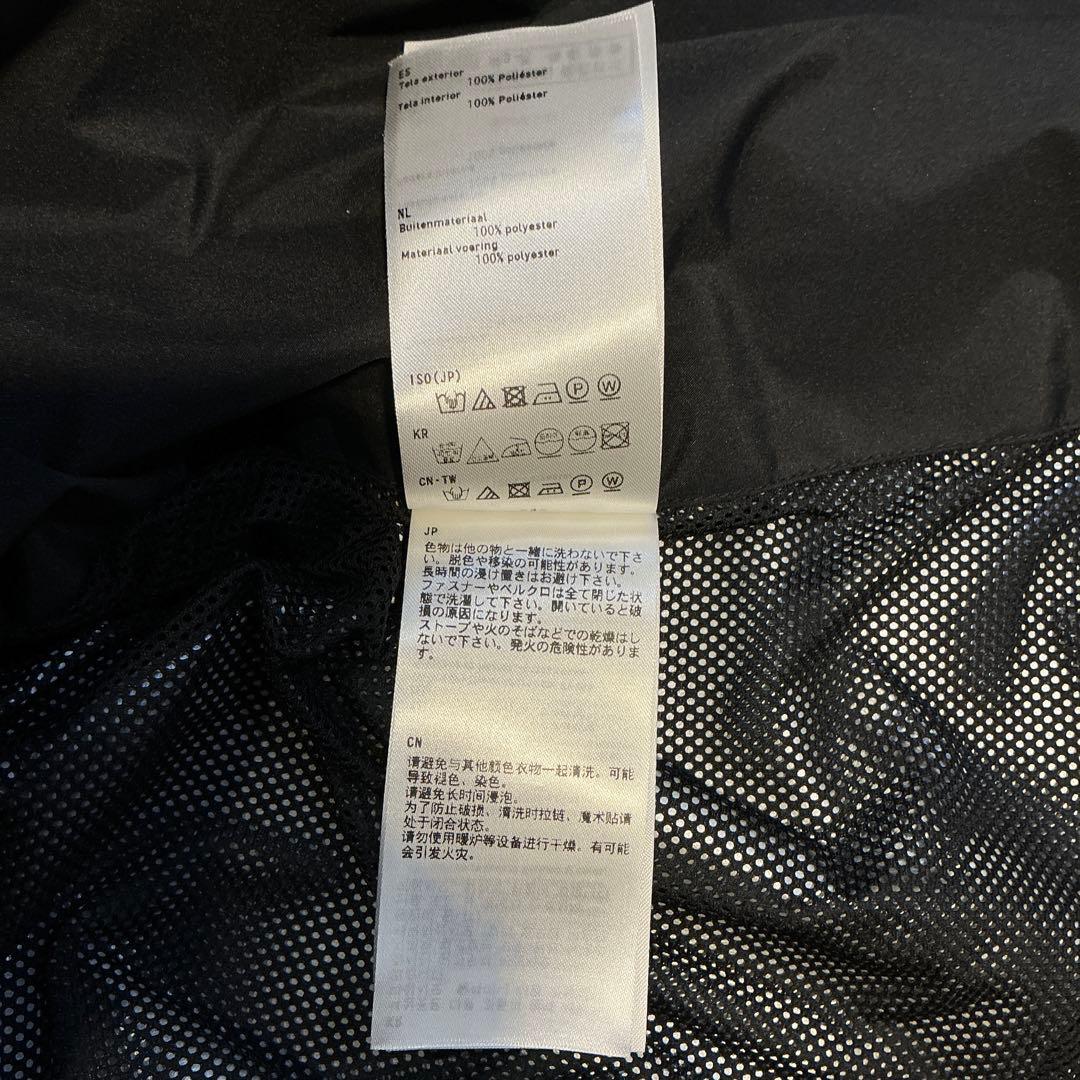 ES
Tela exterior 100% Poliéster
Tela interior 100% Poliéster
NL
Buitenmateriaal
100% polyester
Materiaal voering
100% polyester
ISO(JP)
P W
KR
CN-TW
P W
JP
色物は他の物と一緒に洗わないで下さ
い。脱色や移染の可能性があります。
長時間の浸け置きはお避け下さい。
ファスナーやベルクロは全て閉じた状
態で洗濯して下さい。開いていると破
損の原因になります。
ストーブや火のそばなどでの乾燥はし
ないで下さい。発火の危険性がありま
す。
CN
请避免与其他颜色衣物一起清洗。可能
导致褪色、染色。
请避免长时间浸泡。
为了防止破损、清洗时拉链、魔术贴请
处于闭合状态。
请勿使用暖炉等设备进行干燥。有可能
会引发火灾。